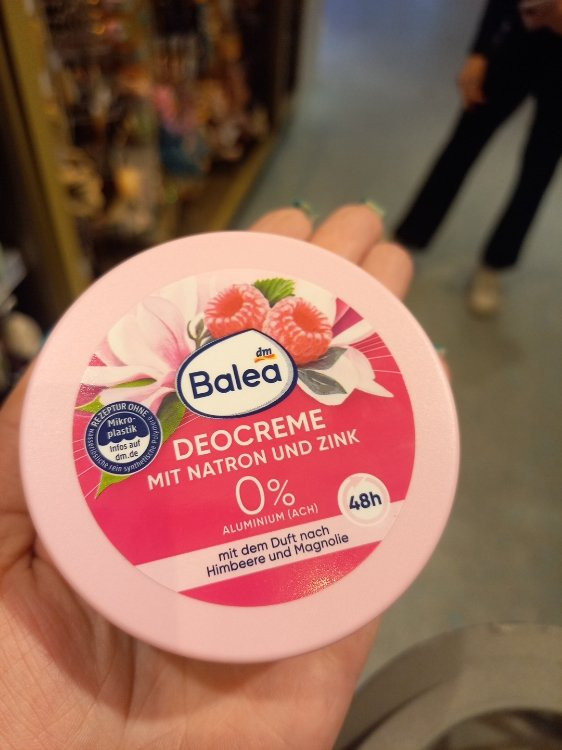 dm
Balea
REZEPTUR OHNE
Mikro-
plastik
Infos auf
dm.de
DEOCREME
MIT NATRON UND ZINK
0%
ALUMINIUM (ACH)
48h
mit dem Duft nach
Himbeere und Magnolie